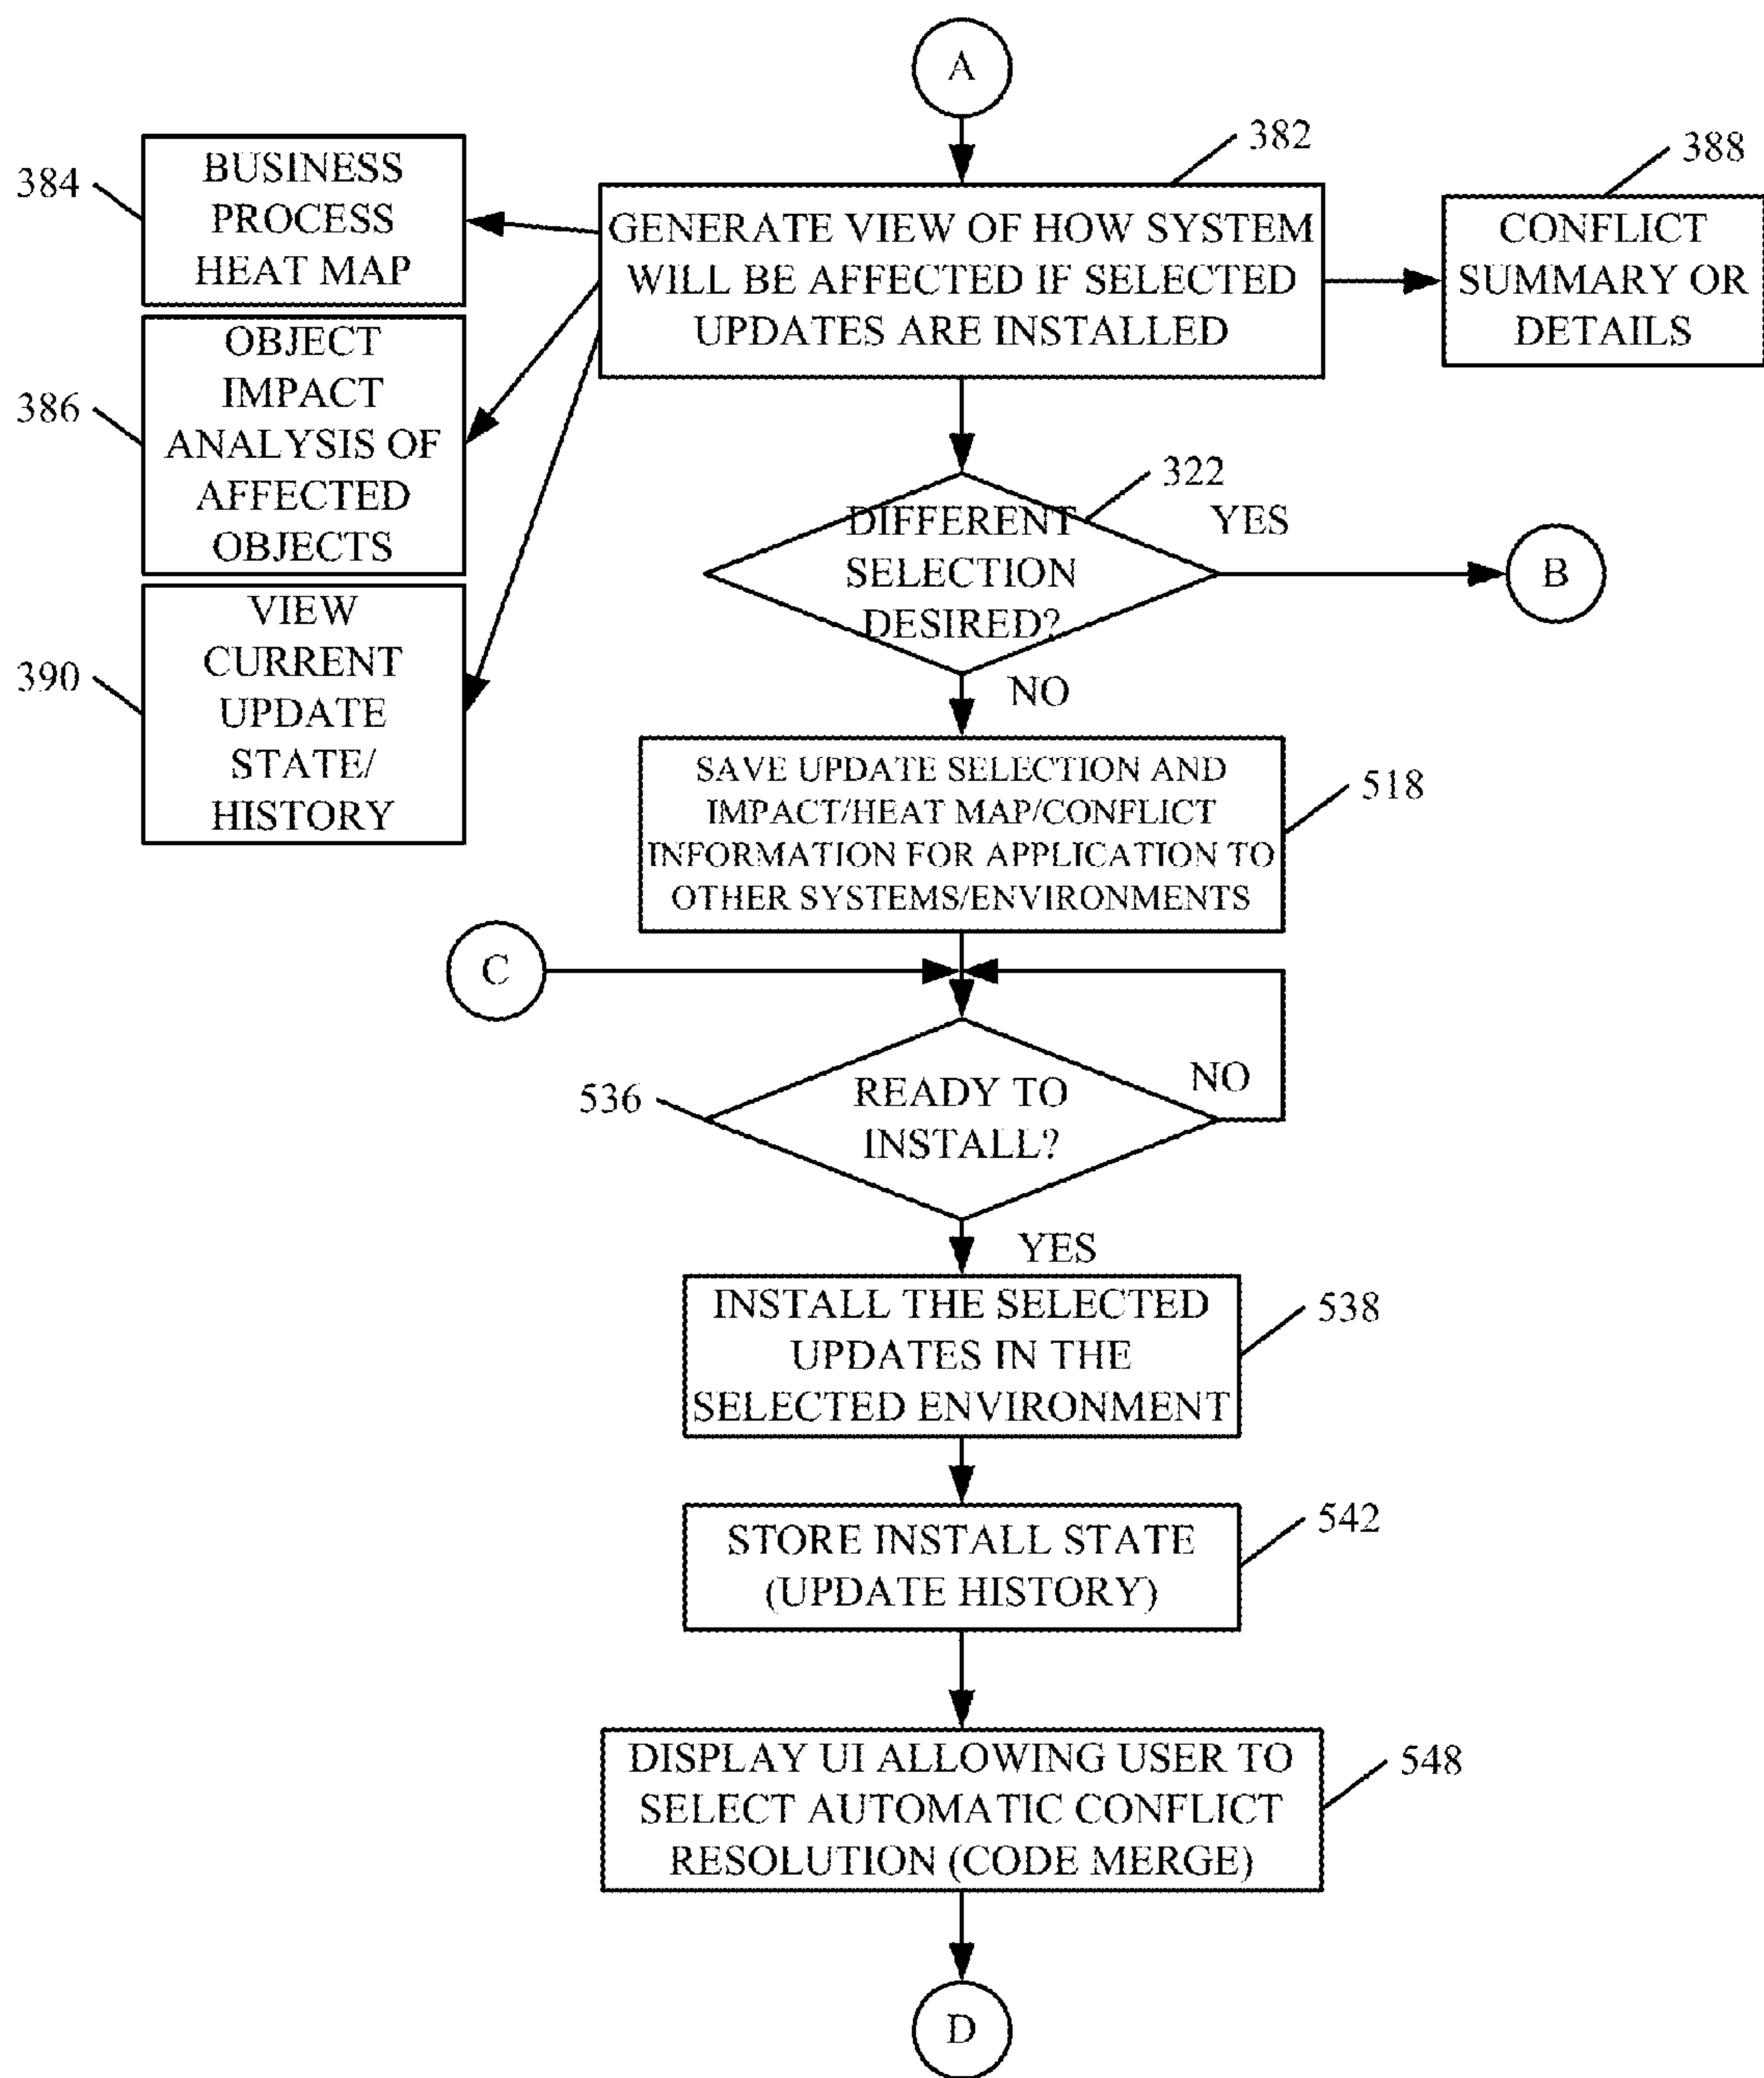 A
382
388
384
BUSINESS
PROCESS
HEAT MAP
GENERATE VIEW OF HOW SYSTEM
WILL BE AFFECTED IF SELECTED
UPDATES ARE INSTALLED
CONFLICT
SUMMARY OR
DETAILS
386
OBJECT
IMPACT
ANALYSIS OF
AFFECTED
OBJECTS
322
DIFFERENT
SELECTION
DESIRED?
YES
B
390
VIEW
CURRENT
UPDATE
STATE/
HISTORY
NO
SAVE UPDATE SELECTION AND
IMPACT/HEAT MAP/CONFLICT
INFORMATION FOR APPLICATION TO
OTHER SYSTEMS/ENVIRONMENTS
518
C
536
READY TO
INSTALL?
NO
YES
INSTALL THE SELECTED
UPDATES IN THE
SELECTED ENVIRONMENT
538
STORE INSTALL STATE
(UPDATE HISTORY)
542
DISPLAY UI ALLOWING USER TO
SELECT AUTOMATIC CONFLICT
RESOLUTION (CODE MERGE)
548
D